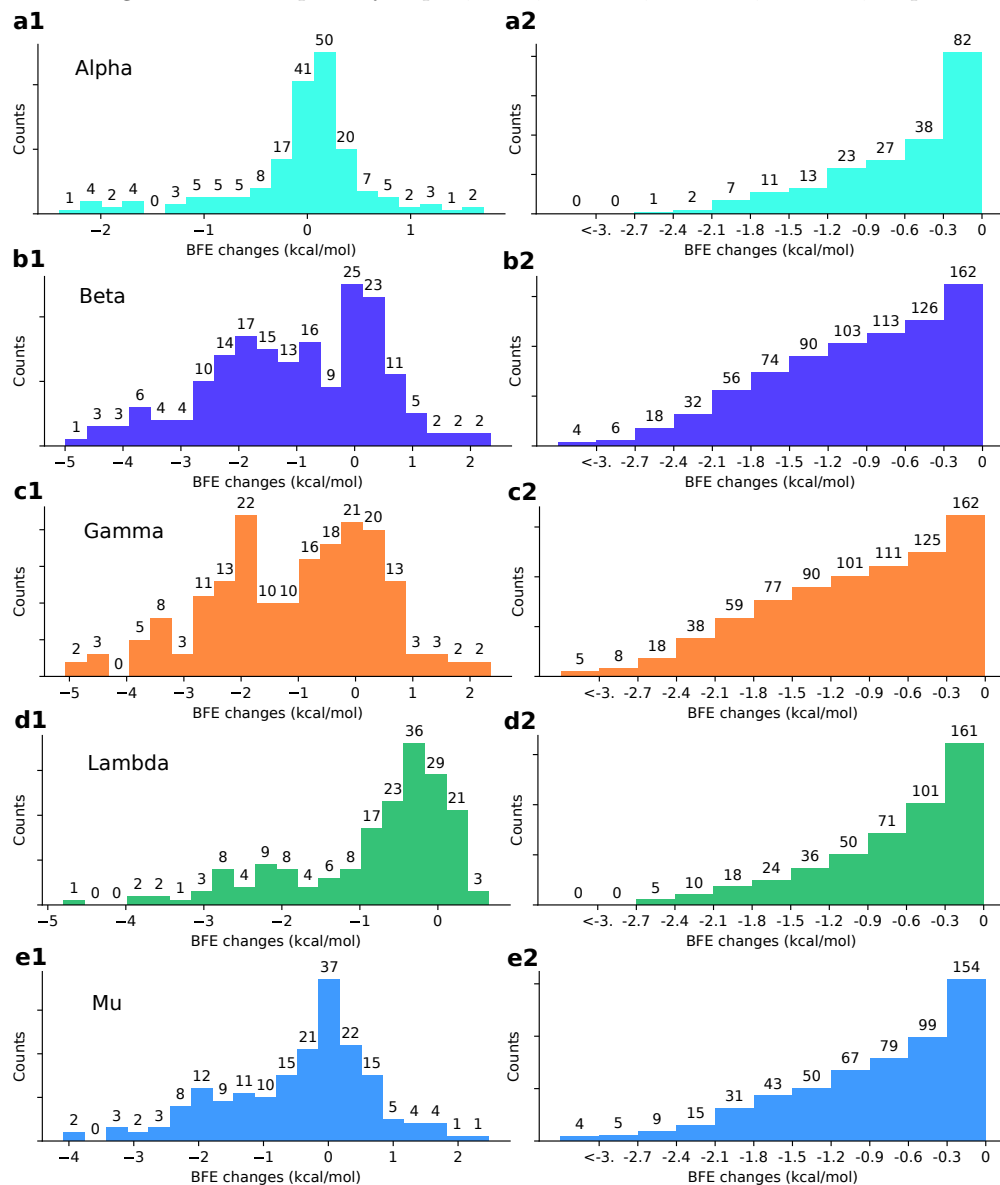 a1
Alpha
Counts
1 4 2 4 0 3 5 5 5 8 17 41 50 20 7 5 2 3 1 2
−2 −1 0 1
BFE changes (kcal/mol)
a2
Counts
0 0 1 2 7 11 13 23 27 38 82
<-3. -2.7 -2.4 -2.1 -1.8 -1.5 -1.2 -0.9 -0.6 -0.3 0
BFE changes (kcal/mol)
b1
Beta
Counts
1 3 3 6 4 4 10 14 17 15 13 16 9 25 23 11 5 2 2 2
−5 −4 −3 −2 −1 0 1 2
BFE changes (kcal/mol)
b2
Counts
4 6 18 32 56 74 90 103 113 126 162
<-3. -2.7 -2.4 -2.1 -1.8 -1.5 -1.2 -0.9 -0.6 -0.3 0
BFE changes (kcal/mol)
c1
Gamma
Counts
2 3 0 5 8 3 11 13 22 10 10 16 18 21 20 13 3 3 2 2
−5 −4 −3 −2 −1 0 1 2
BFE changes (kcal/mol)
c2
Counts
5 8 18 38 59 77 90 101 111 125 162
<-3. -2.7 -2.4 -2.1 -1.8 -1.5 -1.2 -0.9 -0.6 -0.3 0
BFE changes (kcal/mol)
d1
Lambda
Counts
1 0 0 2 2 1 3 8 4 9 8 4 6 8 17 23 36 29 21 3
−5 −4 −3 −2 −1 0
BFE changes (kcal/mol)
d2
Counts
0 0 5 10 18 24 36 50 71 101 161
<-3. -2.7 -2.4 -2.1 -1.8 -1.5 -1.2 -0.9 -0.6 -0.3 0
BFE changes (kcal/mol)
e1
Mu
Counts
2 0 3 2 3 8 12 9 11 10 15 21 37 22 15 5 4 4 1 1
−4 −3 −2 −1 0 1 2
BFE changes (kcal/mol)
e2
Counts
4 5 9 15 31 43 50 67 79 99 154
<-3. -2.7 -2.4 -2.1 -1.8 -1.5 -1.2 -0.9 -0.6 -0.3 0
BFE changes (kcal/mol)